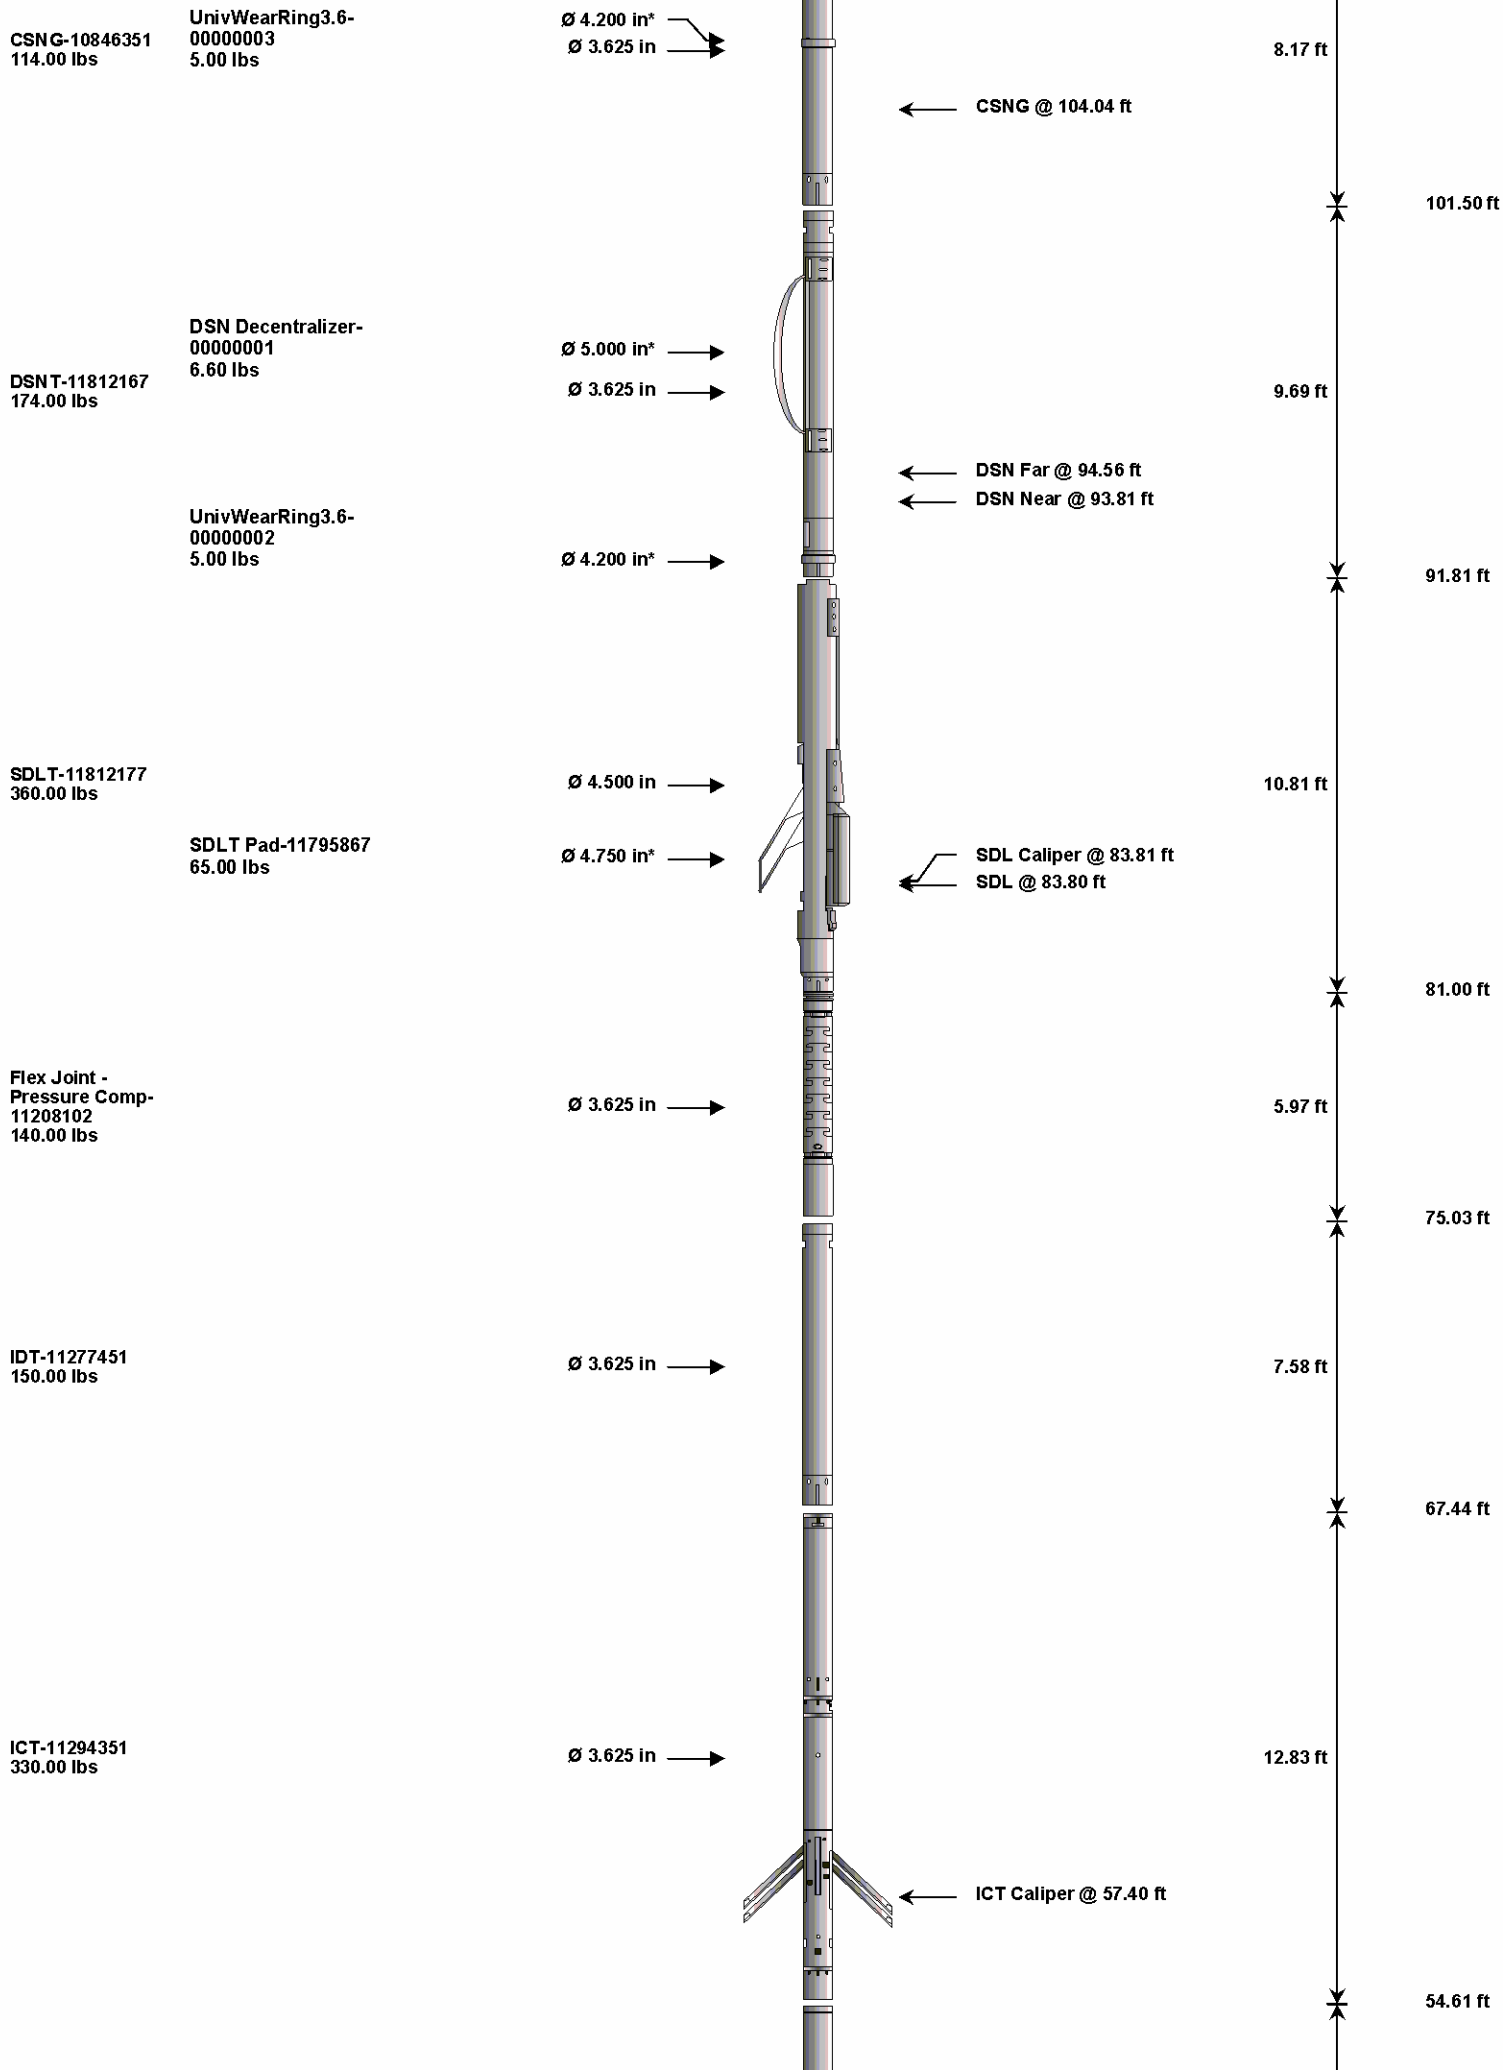 UnivWearRing3.6-
00000003
5.00 lbs
CSNG-10846351
114.00 lbs
Ø 4.200 in*
Ø 3.625 in
8.17 ft
CSNG @ 104.04 ft
101.50 ft
DSN Decentralizer-
00000001
6.60 lbs
Ø 5.000 in*
DSNT-11812167
174.00 lbs
Ø 3.625 in
9.69 ft
DSN Far @ 94.56 ft
DSN Near @ 93.81 ft
UnivWearRing3.6-
00000002
5.00 lbs
Ø 4.200 in*
91.81 ft
SDLT-11812177
360.00 lbs
Ø 4.500 in
10.81 ft
SDLT Pad-11795867
65.00 lbs
Ø 4.750 in*
SDL Caliper @ 83.81 ft
SDL @ 83.80 ft
81.00 ft
Flex Joint -
Pressure Comp-
11208102
140.00 lbs
Ø 3.625 in
5.97 ft
75.03 ft
IDT-11277451
150.00 lbs
Ø 3.625 in
7.58 ft
67.44 ft
ICT-11294351
330.00 lbs
Ø 3.625 in
12.83 ft
ICT Caliper @ 57.40 ft
54.61 ft